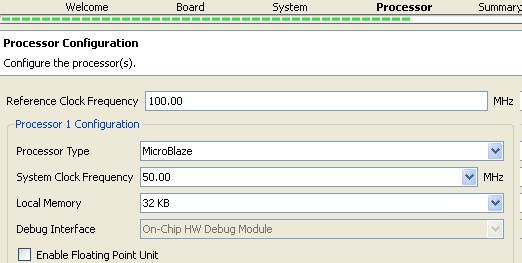 Welcome Board System Processor Summary
Processor Configuration
Configure the processor(s).
Reference Clock Frequency 100.00 MHz
Processor 1 Configuration
Processor Type MicroBlaze
System Clock Frequency 50.00 MHz
Local Memory 32 KB
Debug Interface On-Chip HW Debug Module
Enable Floating Point Unit